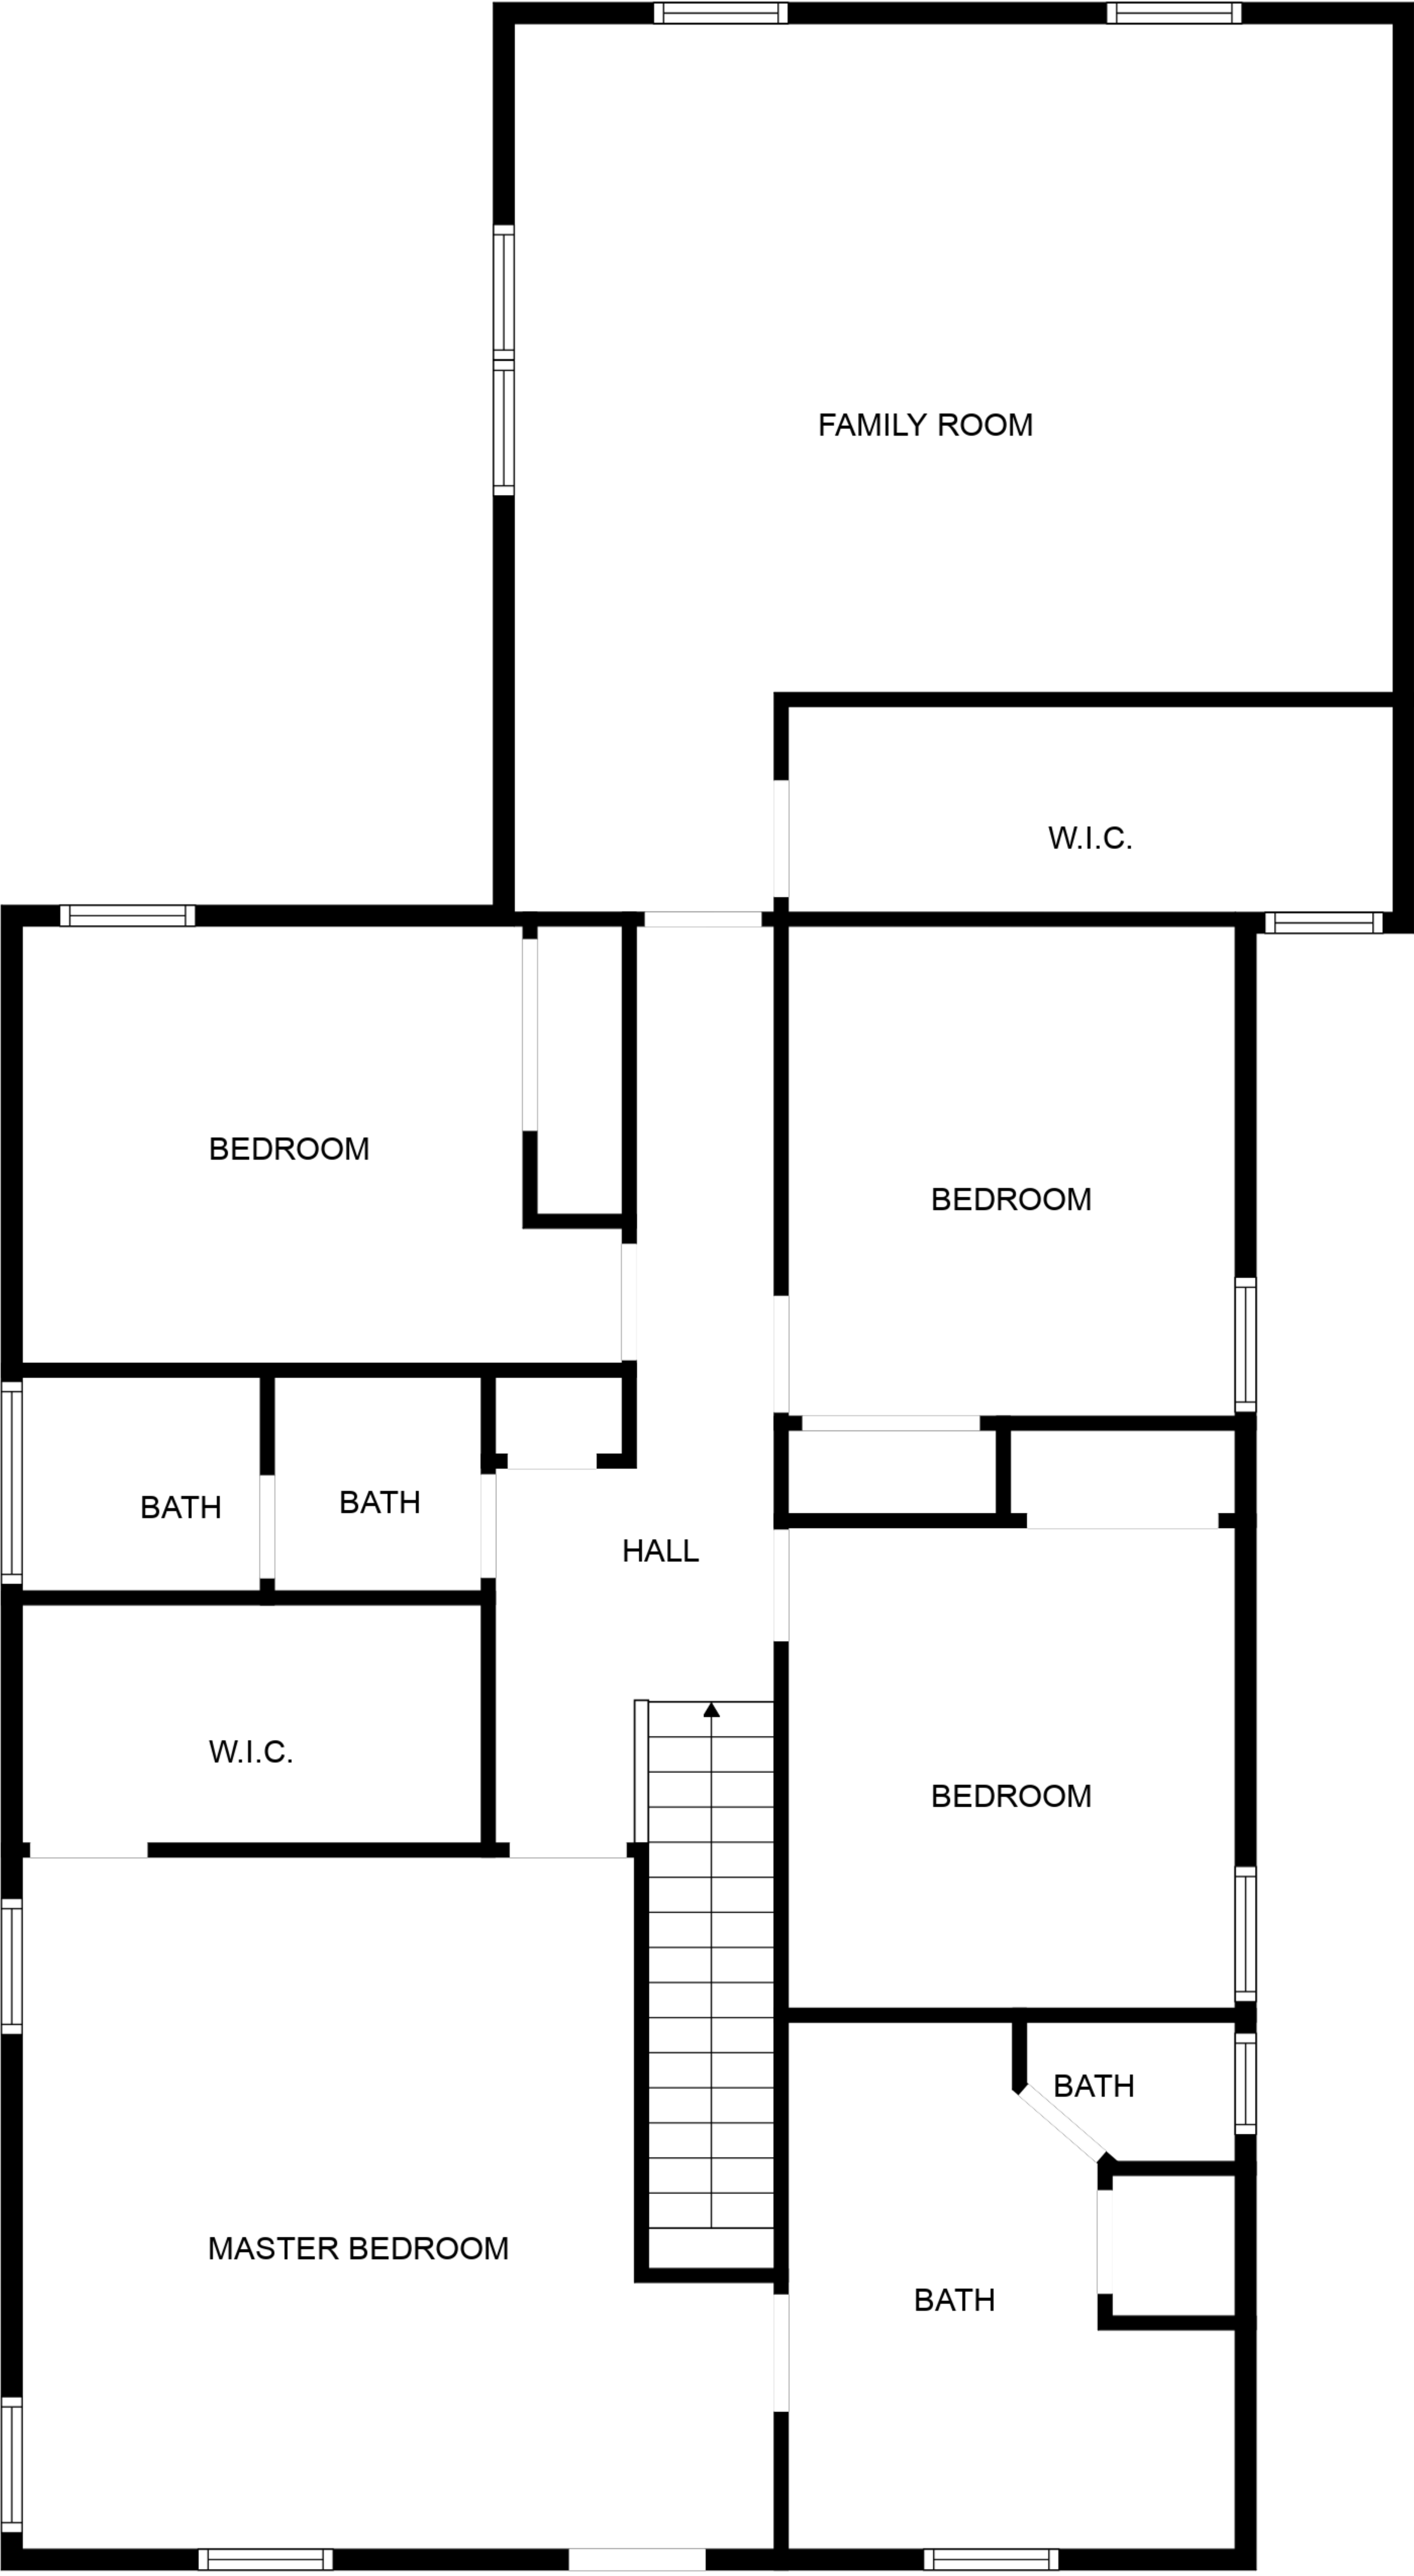 FAMILY ROOM
W.I.C.
BEDROOM
BEDROOM
BATH
BATH
HALL
W.I.C.
BEDROOM
BATH
MASTER BEDROOM
BATH